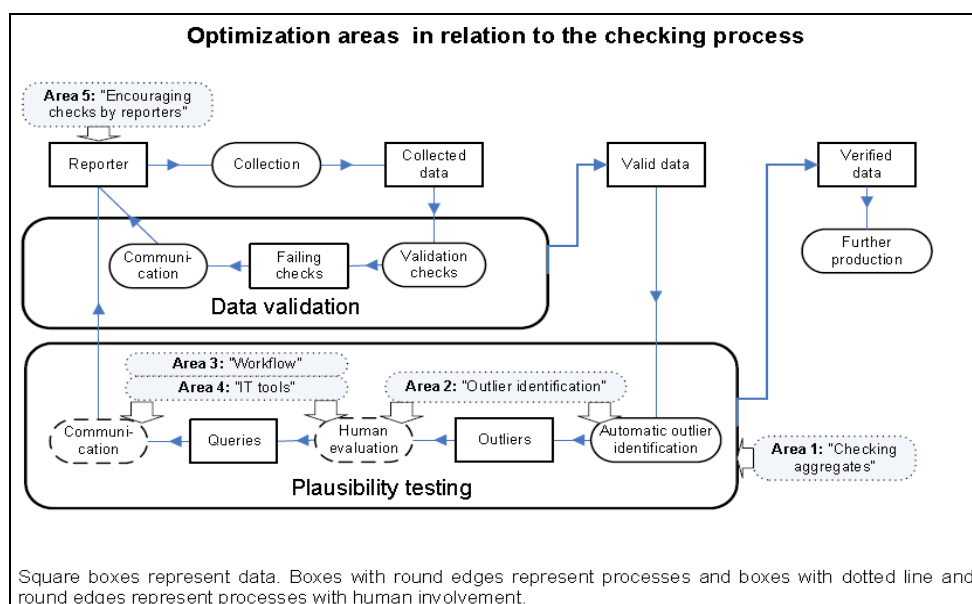 Optimization areas in relation to the checking process
Area 5: "Encouraging
checks by reporters"
Reporter
Collection
Collected
data
Valid data
Verified
data
Communi-
cation
Failing
checks
Validation
checks
Further
production
Data validation
Area 3: "Workflow"
Area 4: "IT tools"
Area 2: "Outlier identification"
Communi-
cation
Queries
Human
evaluation
Outliers
Automatic outlier
identification
Area 1: "Checking
aggregates"
Plausibility testing
Square boxes represent data. Boxes with round edges represent processes and boxes with dotted line and
round edges represent processes with human involvement.